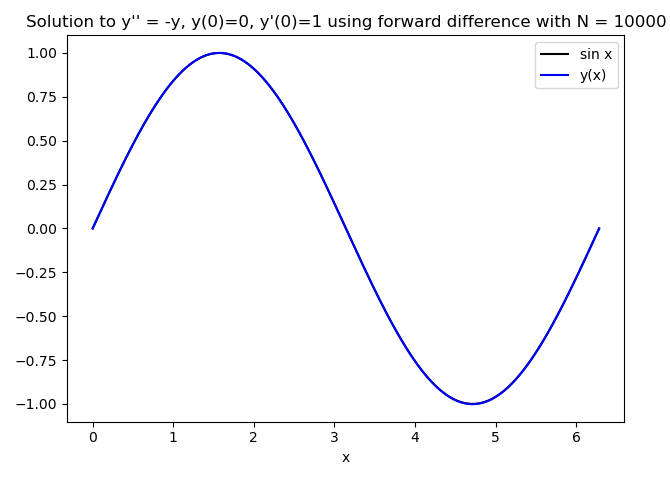 Solution to y'' = -y, y(0)=0, y'(0)=1 using forward difference with N = 10000
sin x
y(x)
1.00
0.75
0.50
0.25
0.00
−0.25
−0.50
−0.75
−1.00
0 1 2 3 4 5 6
x